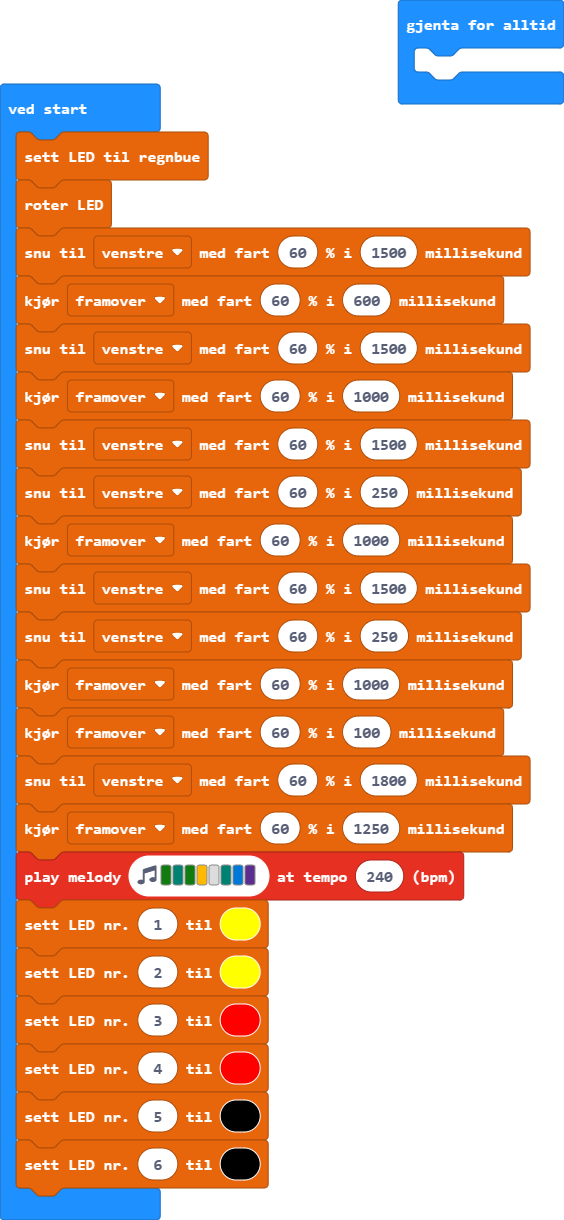 gjenta for alltid
ved start
sett LED til regnbue
roter LED
snu til venstre med fart 60 % i 1500 millisekund
kjør framover med fart 60 % i 600 millisekund
snu til venstre med fart 60 % i 1500 millisekund
kjør framover med fart 60 % i 1000 millisekund
snu til venstre med fart 60 % i 1500 millisekund
snu til venstre med fart 60 % i 250 millisekund
kjør framover med fart 60 % i 1000 millisekund
snu til venstre med fart 60 % i 1500 millisekund
snu til venstre med fart 60 % i 250 millisekund
kjør framover med fart 60 % i 1000 millisekund
kjør framover med fart 60 % i 100 millisekund
snu til venstre med fart 60 % i 1800 millisekund
kjør framover med fart 60 % i 1250 millisekund
play melody at tempo 240 (bpm)
sett LED nr. 1 til
sett LED nr. 2 til
sett LED nr. 3 til
sett LED nr. 4 til
sett LED nr. 5 til
sett LED nr. 6 til